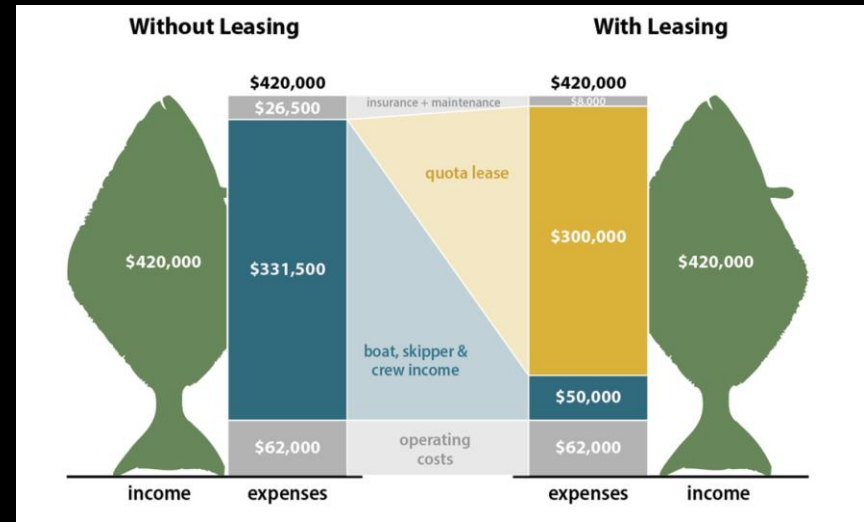 Without Leasing
With Leasing
$420,000
$420,000
$26,500
insurance + maintenance
$8,000
quota lease
$420,000
$331,500
$300,000
$420,000
boat, skipper &
crew income
$50,000
$62,000
operating
costs
$62,000
income
expenses
expenses
income